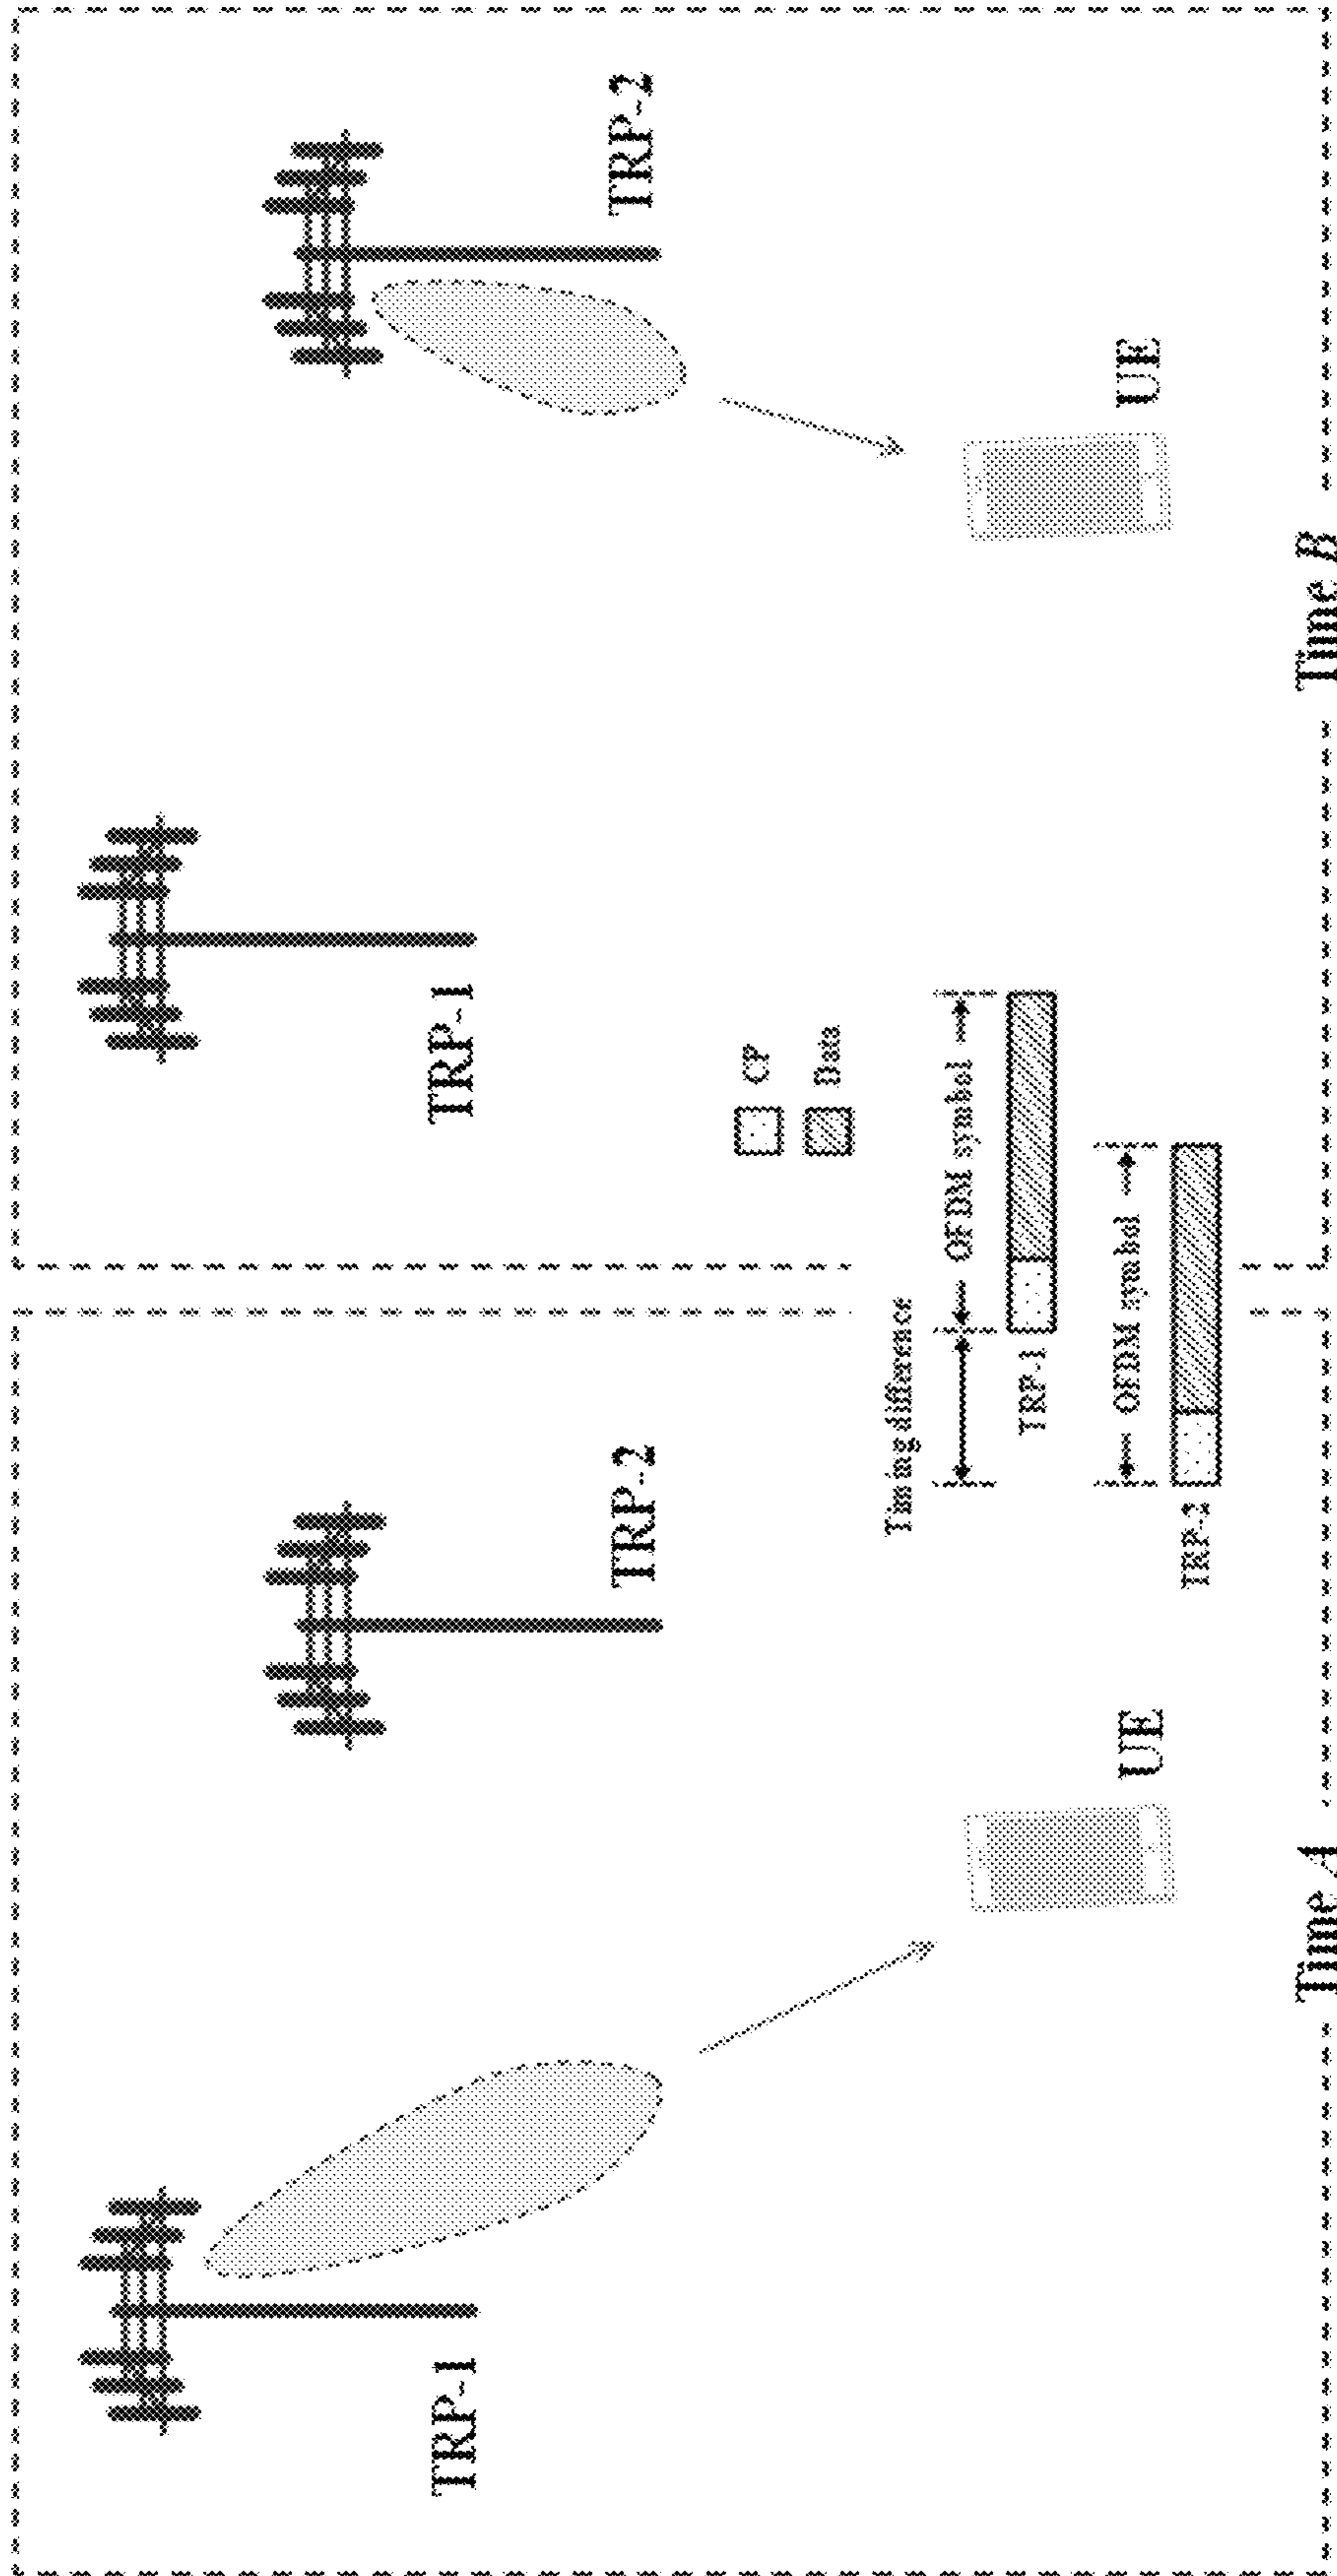 TRP-1
TRP-2
UE
Time A
TRP-1
TRP-2
UE
Time B
CP
Data
Timing difference
OFDM symbol
TRP-1
OFDM symbol
TRP-2